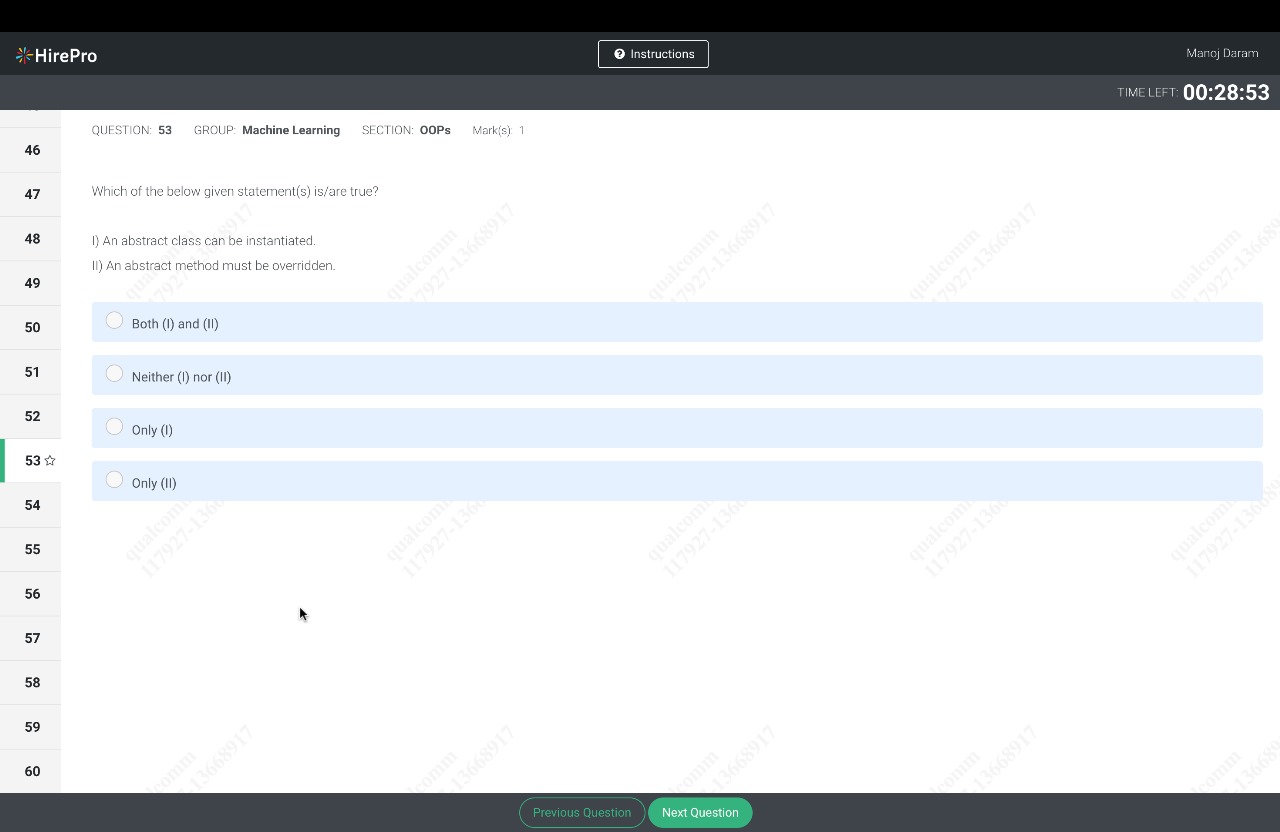 HirePro
Instructions
Manoj Daram
TIME LEFT: 00:28:53
QUESTION: 53 GROUP: Machine Learning SECTION: OOPs Mark(s): 1
46
47
48
49
50
51
52
53
54
55
56
57
58
59
60
Which of the below given statement(s) is/are true?
I) An abstract class can be instantiated.
II) An abstract method must be overridden.
Both (I) and (II)
Neither (I) nor (II)
Only (I)
Only (II)
qualcomm
117927-13668917
Previous Question
Next Question